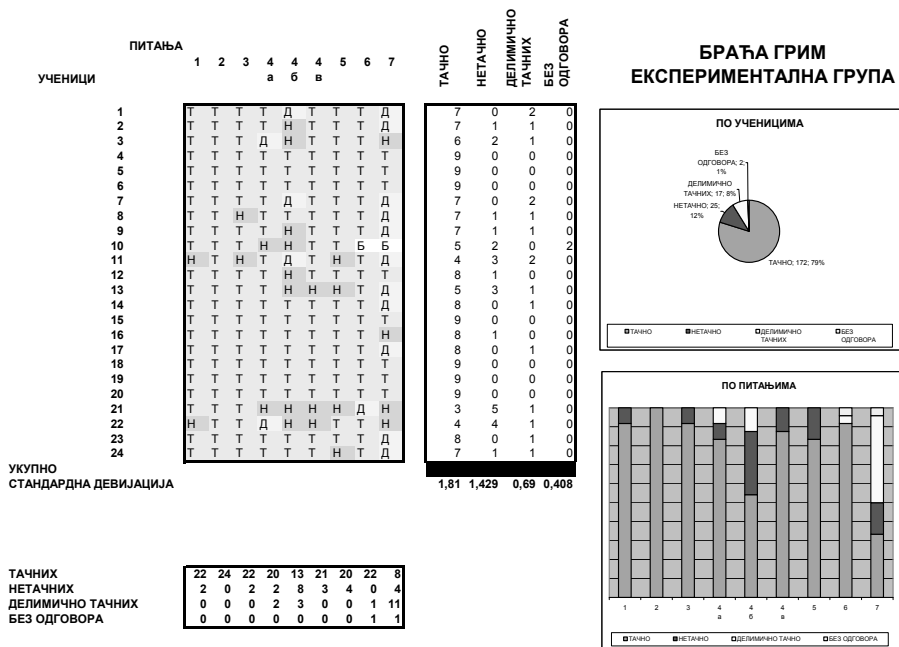 ПИТАЊА
1 2 3 4 4 4 5 6 7
а б в
УЧЕНИЦИ
ТАЧНО
НЕТАЧНО
ДЕЛИМИЧНО ТАЧНИХ
БЕЗ ОДГОВОРА
1 Т Т Т Т Д Т Т Т Д 7 0 2 0
2 Т Т Т Т Н Т Т Т Д 7 1 1 0
3 Т Т Т Д Н Т Т Т Н 6 2 1 0
4 Т Т Т Т Т Т Т Т Т 9 0 0 0
5 Т Т Т Т Т Т Т Т Т 9 0 0 0
6 Т Т Т Т Т Т Т Т Т 9 0 0 0
7 Т Т Т Т Д Т Т Т Д 7 0 2 0
8 Т Т Н Т Т Т Т Т Д 7 1 1 0
9 Т Т Т Т Н Т Т Т Д 7 1 1 0
10 Т Т Т Н Н Т Т Б Б 5 2 0 2
11 Н Т Н Т Д Т Н Т Д 4 3 2 0
12 Т Т Т Т Н Т Т Т Т 8 1 0 0
13 Т Т Т Т Н Н Н Т Д 5 3 1 0
14 Т Т Т Т Т Т Т Т Д 8 0 1 0
15 Т Т Т Т Т Т Т Т Т 9 0 0 0
16 Т Т Т Т Т Т Т Т Н 8 1 0 0
17 Т Т Т Т Т Т Т Т Д 8 0 1 0
18 Т Т Т Т Т Т Т Т Т 9 0 0 0
19 Т Т Т Т Т Т Т Т Т 9 0 0 0
20 Т Т Т Т Т Т Т Т Т 9 0 0 0
21 Т Т Т Н Н Н Н Д Н 3 5 1 0
22 Н Т Т Д Н Н Т Т Н 4 4 1 0
23 Т Т Т Т Т Т Т Т Д 8 0 1 0
24 Т Т Т Т Т Т Н Т Д 7 1 1 0
УКУПНО
СТАНДАРДНА ДЕВИЈАЦИЈА 1,81 1,429 0,69 0,408
ТАЧНИХ 22 24 22 20 13 21 20 22 8
НЕТАЧНИХ 2 0 2 2 8 3 4 0 4
ДЕЛИМИЧНО ТАЧНИХ 0 0 0 2 3 0 0 1 11
БЕЗ ОДГОВОРА 0 0 0 0 0 0 0 1 1
БРАЋА ГРИМ
ЕКСПЕРИМЕНТАЛНА ГРУПА
ПО УЧЕНИЦИМА
БЕЗ
ОДГОВОРА; 2;
1%
ДЕЛИМИЧНО
ТАЧНИХ; 17; 8%
НЕТАЧНО; 25;
12%
ТАЧНО; 172; 79%
ТАЧНО НЕТАЧНО ДЕЛИМИЧНО ТАЧНИХ БЕЗ ОДГОВОРА
ПО ПИТАЊИМА
1 2 3 4 4 4 5 6 7
а б в
ТАЧНО НЕТАЧНО ДЕЛИМИЧНО ТАЧНО БЕЗ ОДГОВОРА